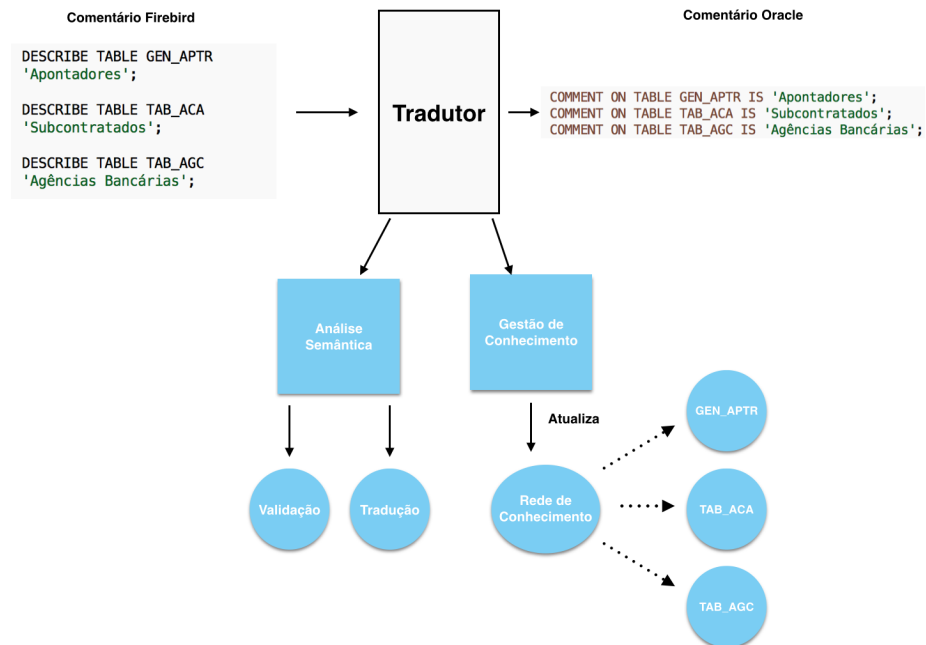 Comentário Firebird
Comentário Oracle
DESCRIBE TABLE GEN_APTR
'Apontadores';
DESCRIBE TABLE TAB_ACA
'Subcontratados';
DESCRIBE TABLE TAB_AGC
'Agências Bancárias';
Tradutor
COMMENT ON TABLE GEN_APTR IS 'Apontadores';
COMMENT ON TABLE TAB_ACA IS 'Subcontratados';
COMMENT ON TABLE TAB_AGC IS 'Agências Bancárias';
Análise
Semântica
Gestão de
Conhecimento
Atualiza
Validação
Tradução
Rede de
Conhecimento
GEN_APTR
TAB_ACA
TAB_AGC